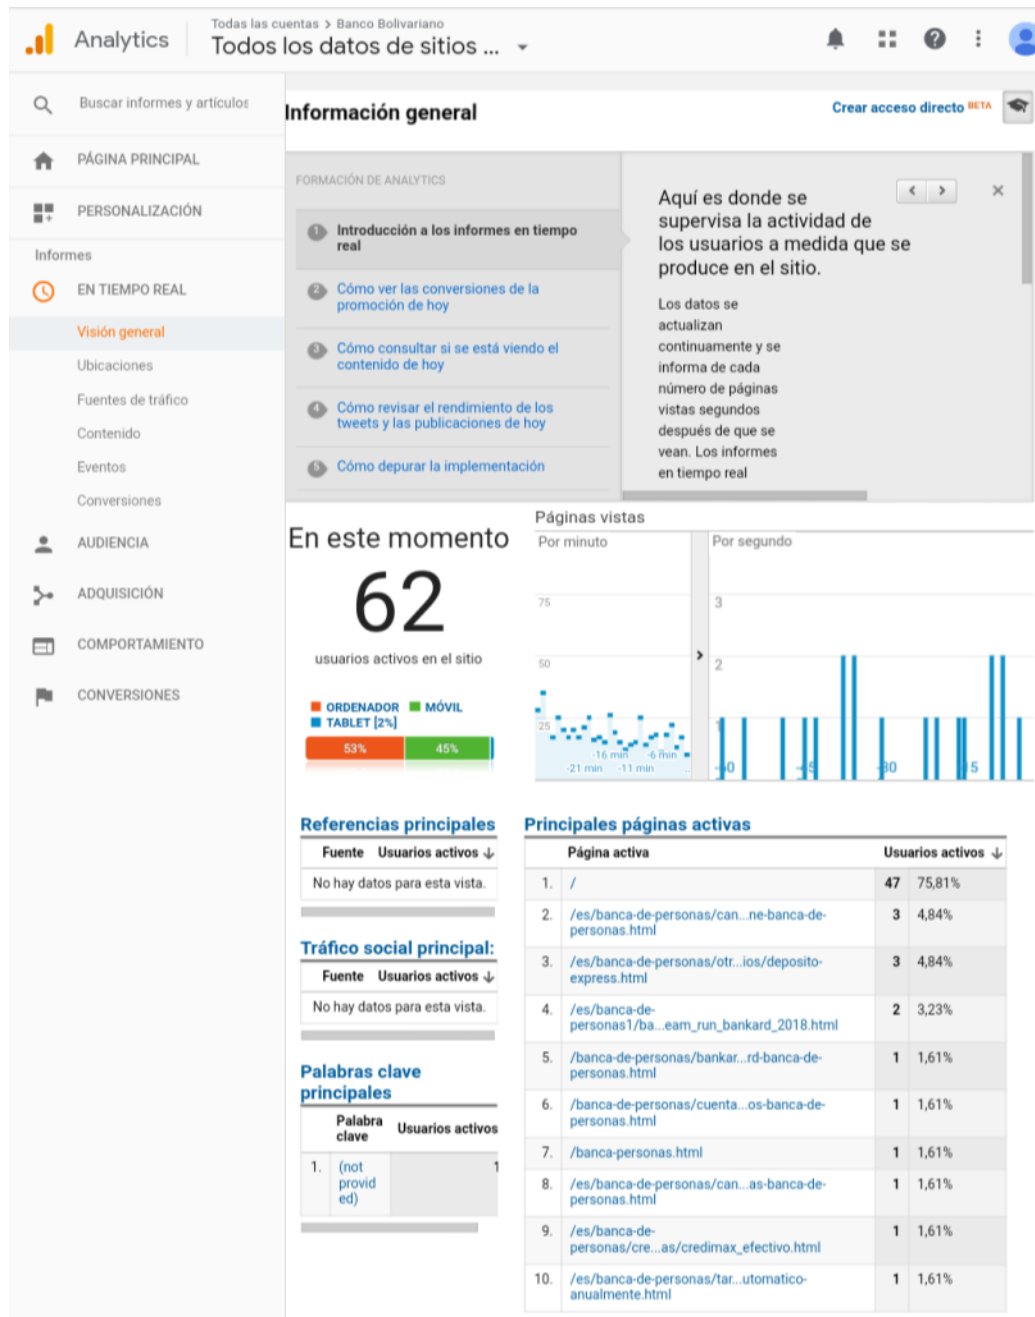 Todas las cuentas > Banco Bolivariano
Analytics
Todos los datos de sitios ...
Buscar informes y artículos
PÁGINA PRINCIPAL
PERSONALIZACIÓN
Informes
EN TIEMPO REAL
Visión general
Ubicaciones
Fuentes de tráfico
Contenido
Eventos
Conversiones
AUDIENCIA
ADQUISICIÓN
COMPORTAMIENTO
CONVERSIONES
Información general
Crear acceso directo BETA
FORMACIÓN DE ANALYTICS
1 Introducción a los informes en tiempo
real
2 Cómo ver las conversiones de la
promoción de hoy
3 Cómo consultar si se está viendo el
contenido de hoy
4 Cómo revisar el rendimiento de los
tweets y las publicaciones de hoy
5 Cómo depurar la implementación
Aquí es donde se
supervisa la actividad de
los usuarios a medida que se
produce en el sitio.
Los datos se
actualizan
continuamente y se
informa de cada
número de páginas
vistas segundos
después de que se
vean. Los informes
en tiempo real
En este momento
62
usuarios activos en el sitio
ORDENADOR MÓVIL
TABLET [2%]
53% 45%
Páginas vistas
Por minuto
75
50
25
-16 min -6 min
-21 min -11 min
Por segundo
3
2
1
Referencias principales
Fuente Usuarios activos
No hay datos para esta vista.
Tráfico social principal:
Fuente Usuarios activos
No hay datos para esta vista.
Palabras clave
principales
Palabra
clave Usuarios activos
1. (not
provid
ed) 1
Principales páginas activas
Página activa Usuarios activos
1. / 47 75,81%
2. /es/banca-de-personas/can...ne-banca-de-
personas.html 3 4,84%
3. /es/banca-de-personas/otr...ios/deposito-
express.html 3 4,84%
4. /es/banca-de-
personas1/ba...eam_run_bankard_2018.html 2 3,23%
5. /banca-de-personas/bankar...rd-banca-de-
personas.html 1 1,61%
6. /banca-de-personas/cuenta...os-banca-de-
personas.html 1 1,61%
7. /banca-personas.html 1 1,61%
8. /es/banca-de-personas/can...as-banca-de-
personas.html 1 1,61%
9. /es/banca-de-
personas/cre...as/credimax_efectivo.html 1 1,61%
10. /es/banca-de-personas/tar...utomatico-
anualmente.html 1 1,61%